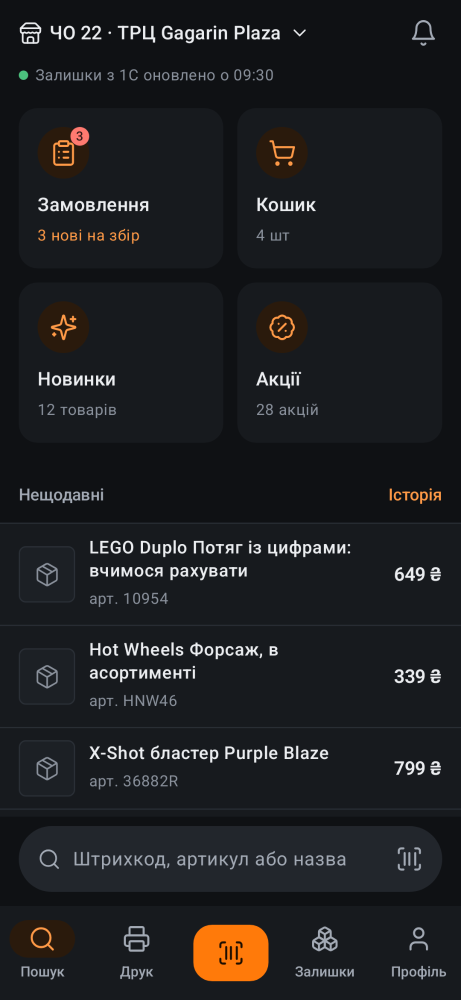 ЧО 22 · ТРЦ Gagarin Plaza
Залишки з 1С оновлено о 09:30
3
Замовлення
3 нові на збір
Кошик
4 шт
Новинки
12 товарів
Акції
28 акцій
Нещодавні
Історія
LEGO Duplo Потяг із цифрами:
вчимося рахувати
арт. 10954
649 ₴
Hot Wheels Форсаж, в
асортименті
арт. HNW46
339 ₴
X-Shot бластер Purple Blaze
арт. 36882R
799 ₴
Штрихкод, артикул або назва
Пошук
Друк
Залишки
Профіль